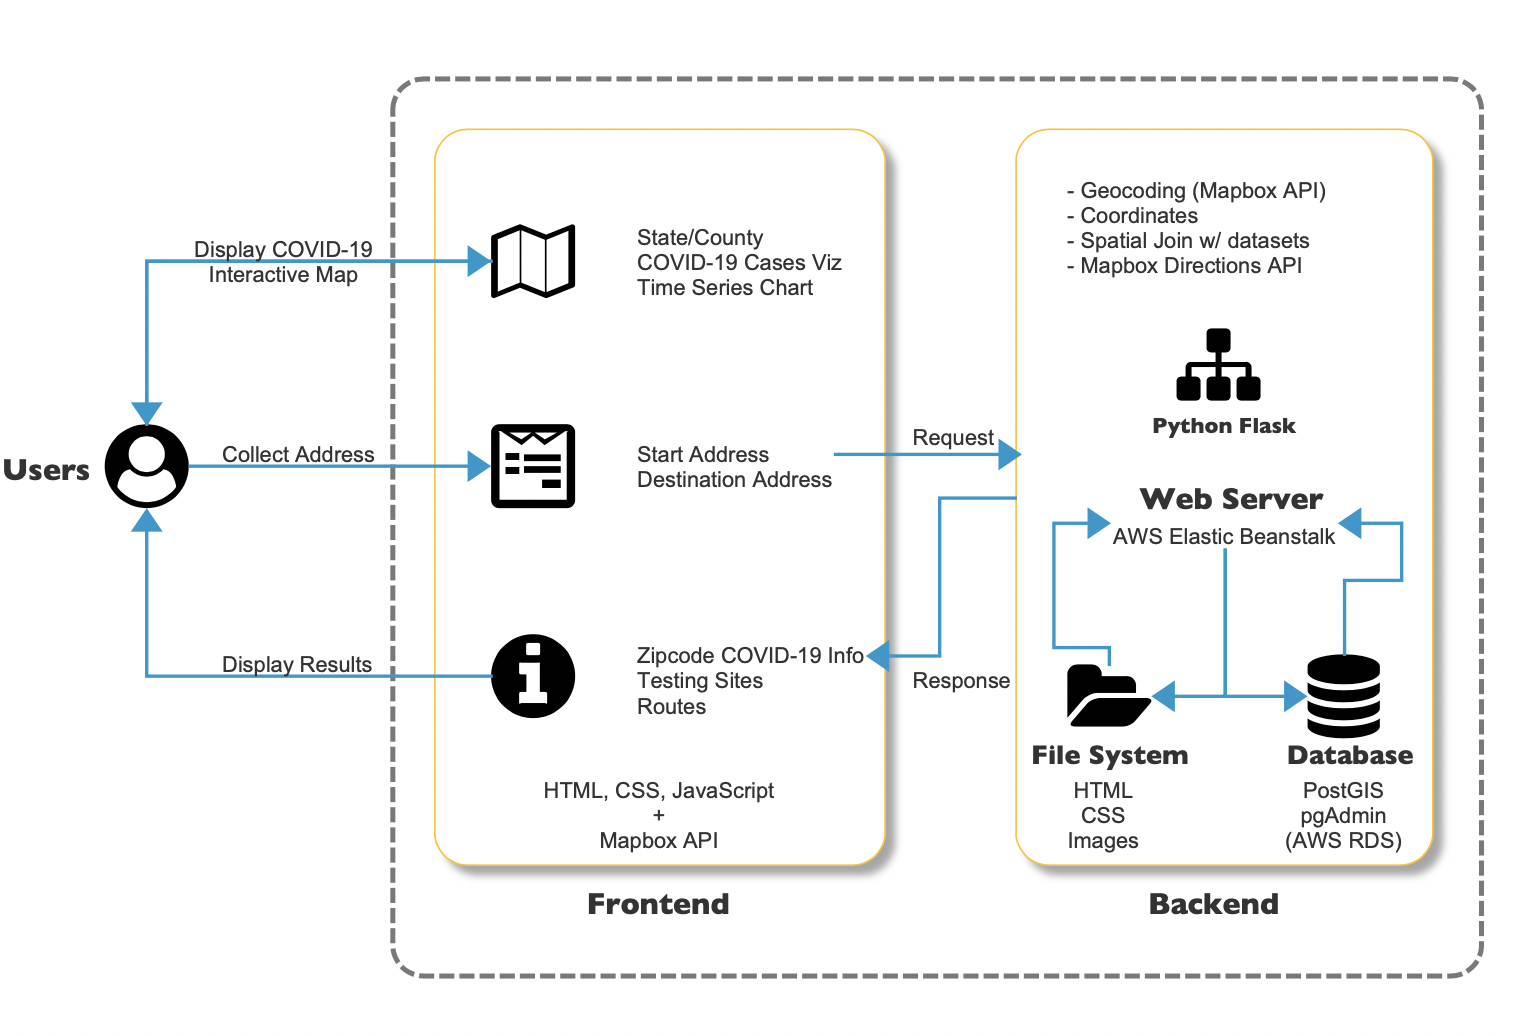 Users
Display COVID-19
Interactive Map
Collect Address
Display Results
State/County
COVID-19 Cases Viz
Time Series Chart
Start Address
Destination Address
Zipcode COVID-19 Info
Testing Sites
Routes
HTML, CSS, JavaScript
+
Mapbox API
Frontend
Request
Response
- Geocoding (Mapbox API)
- Coordinates
- Spatial Join w/ datasets
- Mapbox Directions API
Python Flask
Web Server
AWS Elastic Beanstalk
File System
HTML
CSS
Images
Database
PostGIS
pgAdmin
(AWS RDS)
Backend